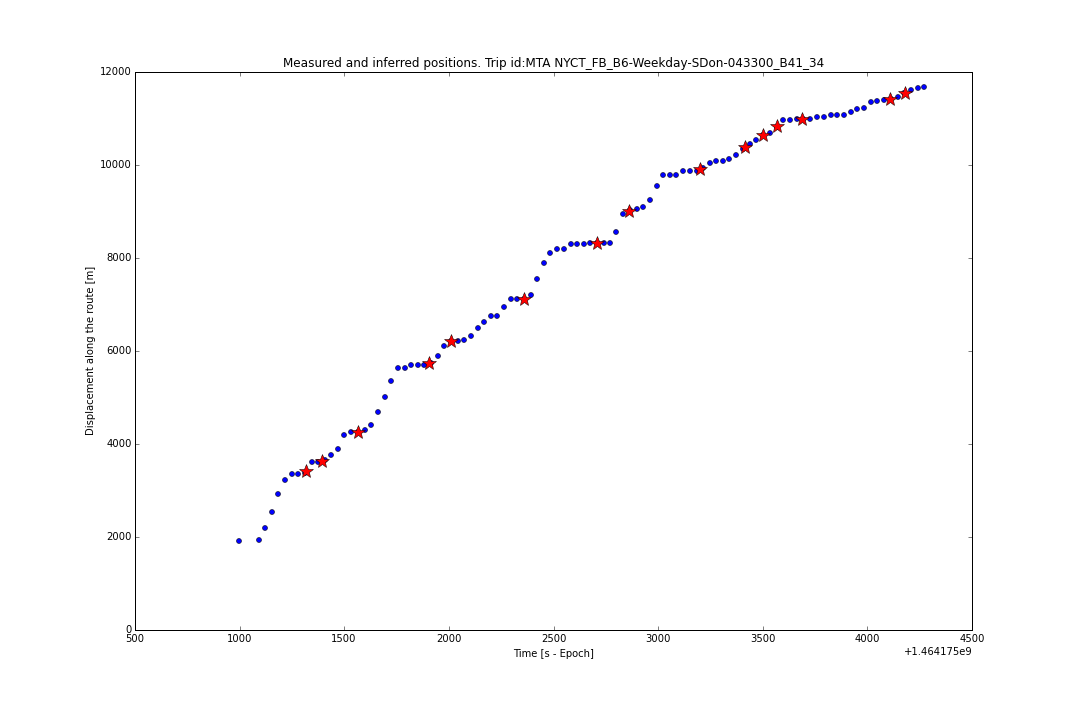 Measured and inferred positions. Trip id:MTA NYCT_FB_B6-Weekday-SDon-043300_B41_34
12000
10000
8000
6000
4000
2000
0
Displacement along the route [m]
500 1000 1500 2000 2500 3000 3500 4000 4500
Time [s - Epoch]
+1.464175e9